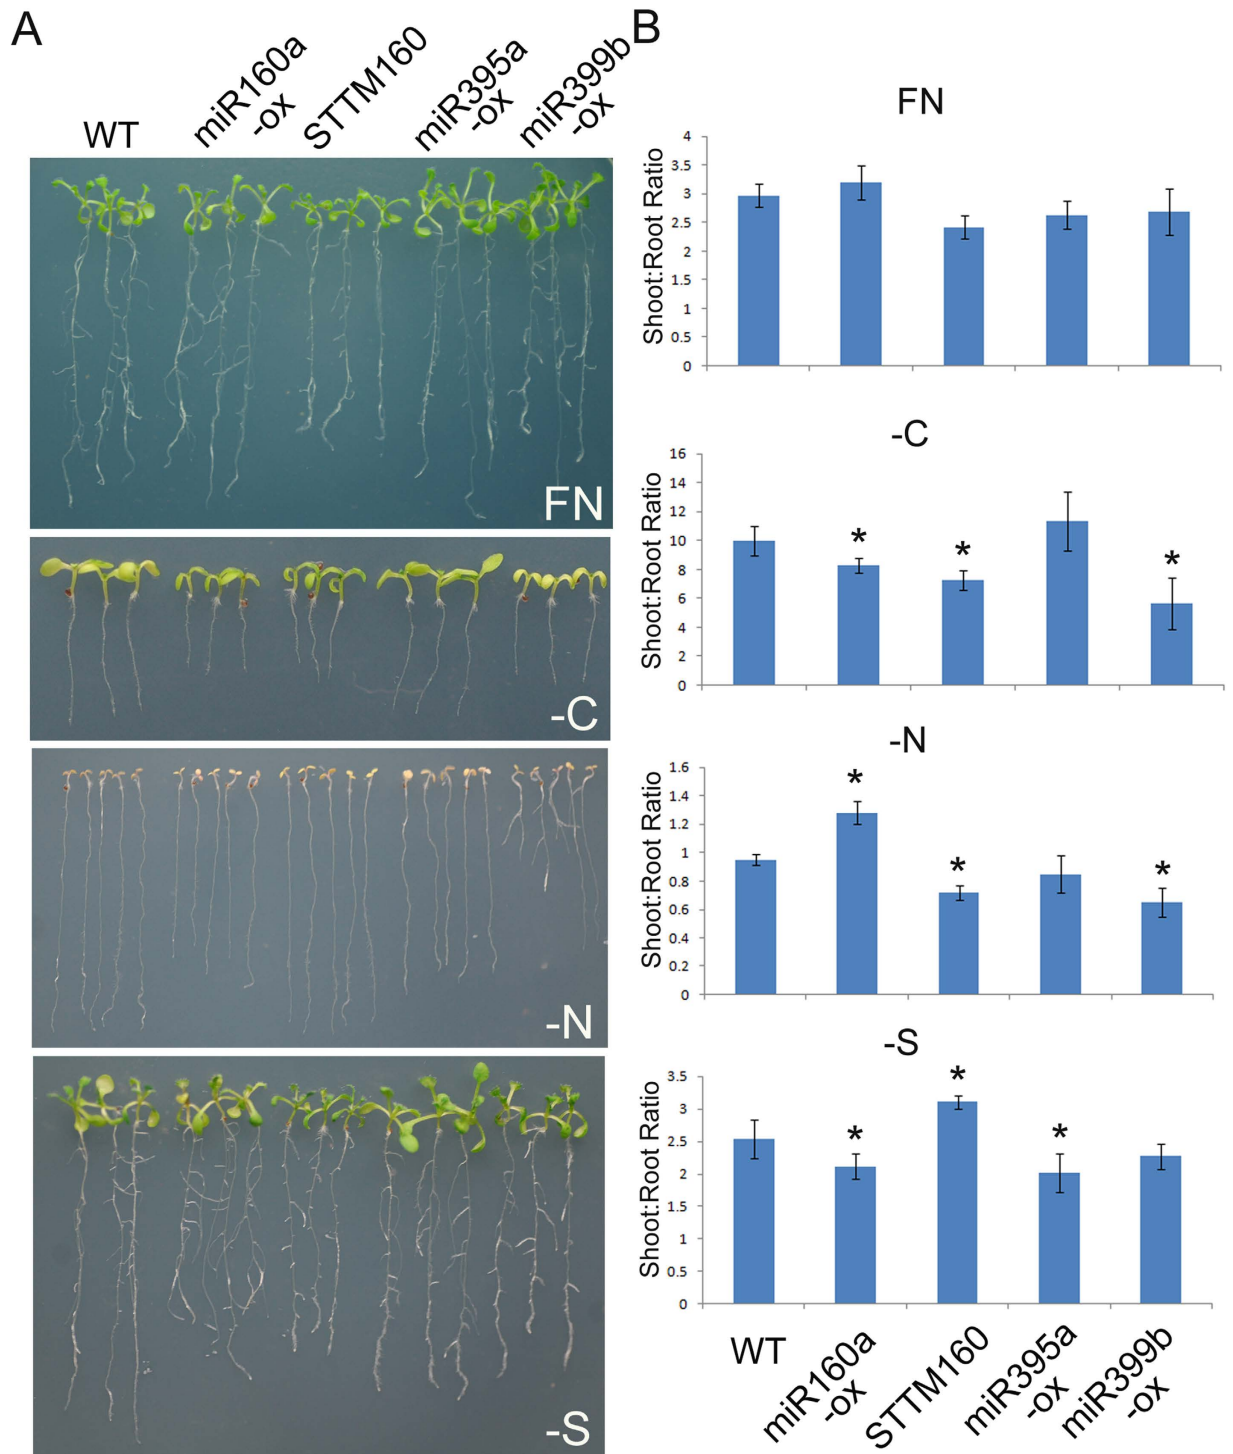 A
WT
miR160a
-ox
STTM160
miR395a
-ox
miR399b
-ox
FN
-C
-N
-S
B
FN
Shoot:Root Ratio
4
3.5
3
2.5
2
1.5
1
0.5
0
-C
Shoot:Root Ratio
16
14
12
10
8
6
4
2
0
*
*
*
-N
Shoot:Root Ratio
1.6
1.4
1.2
1
0.8
0.6
0.4
0.2
0
*
*
*
-S
Shoot:Root Ratio
3.5
3
2.5
2
1.5
1
0.5
0
*
*
*
WT
miR160a
-ox
STTM160
miR395a
-ox
miR399b
-ox